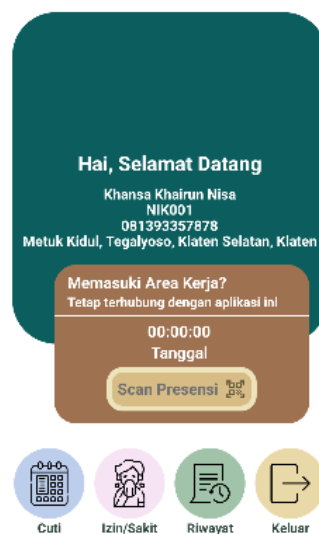 Hai, Selamat Datang
Khansa Khairun Nisa
NIK001
081393357878
Metuk Kidul, Tegalyoso, Klaten Selatan, Klaten
Memasuki Area Kerja?
Tetap terhubung dengan aplikasi ini
00:00:00
Tanggal
Scan Presensi
Cuti
Izin/Sakit
Riwayat
Keluar